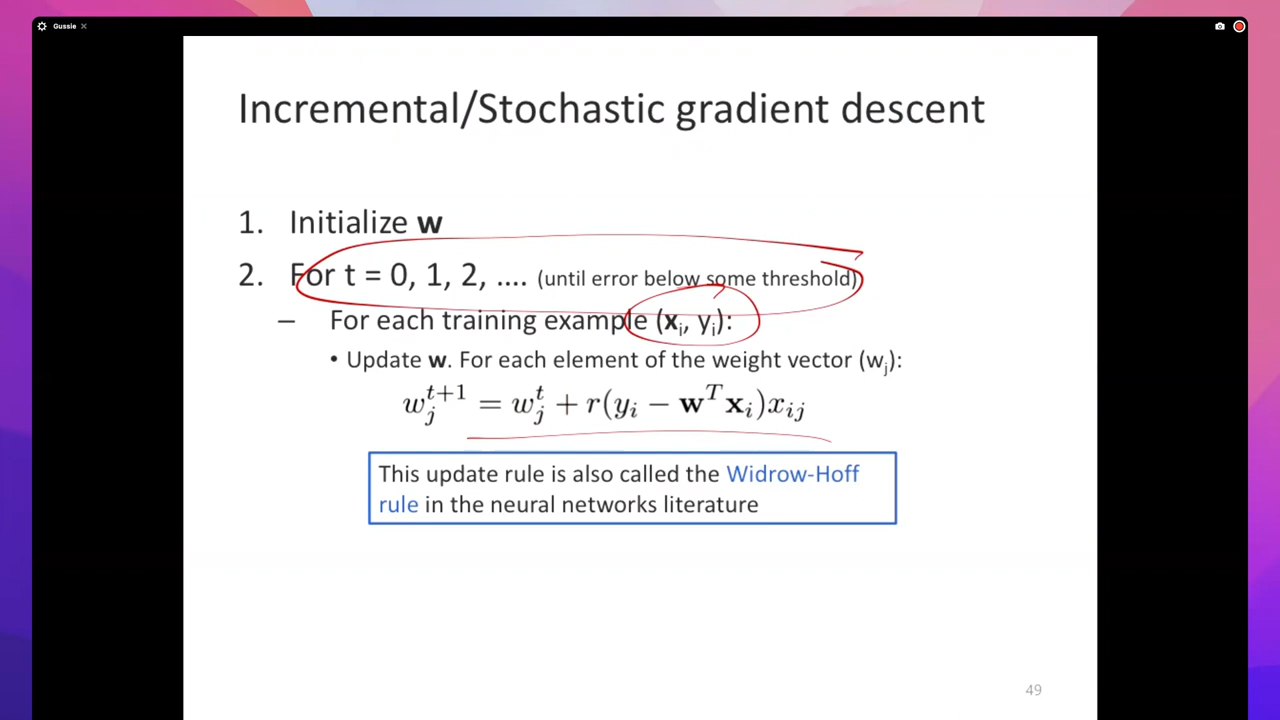 Gussie
Incremental/Stochastic gradient descent
1. Initialize w
2. For t = 0, 1, 2, .... (until error below some threshold)
– For each training example (xᵢ, yᵢ):
• Update w. For each element of the weight vector (wⱼ):
wⱼᵗ⁺¹ = wⱼᵗ + r(yᵢ − wᵀxᵢ)xᵢⱼ
This update rule is also called the Widrow-Hoff
rule in the neural networks literature
49